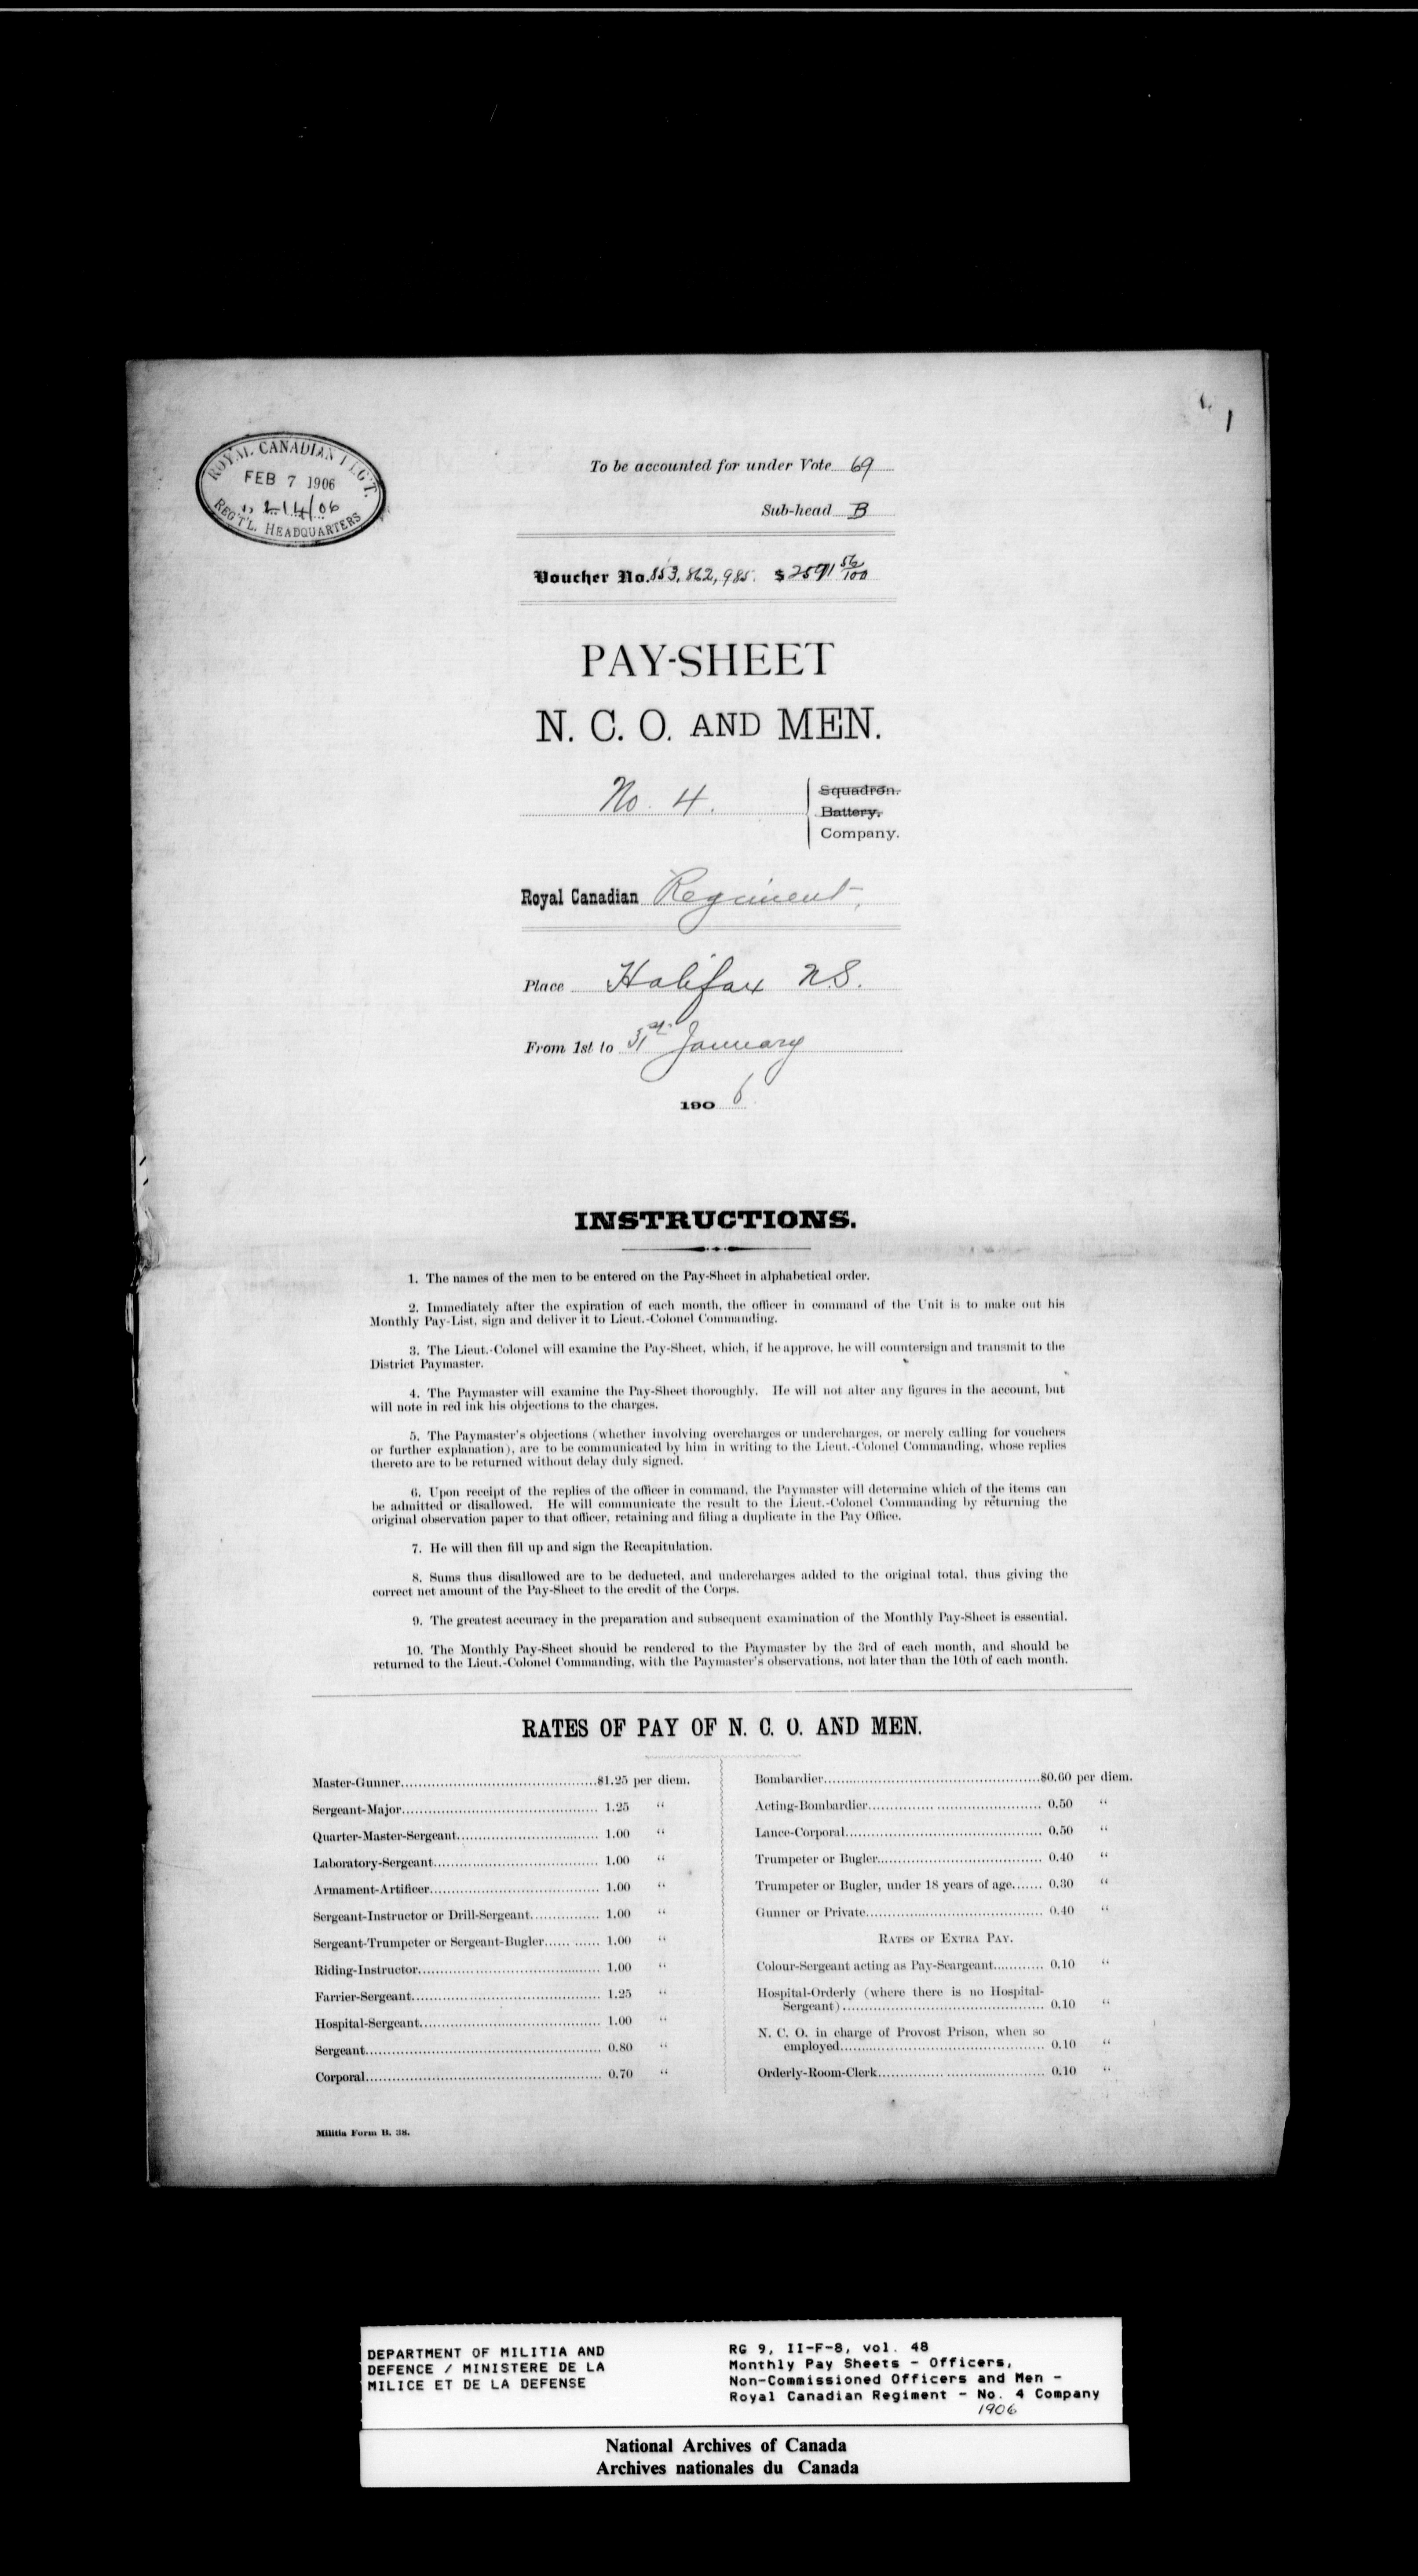 1
ROYAL CANADIAN REG'T.
FEB 7 1906
REG'T'L. HEADQUARTERS
To be accounted for under Vote 69
Sub-head B
Voucher No. 853, 862, 985. $2591 56/100
PAY-SHEET
N. C. O. AND MEN.
No. 4.
Squadron.
Battery.
Company.
Royal Canadian Regiment,
Place Halifax N.S.
From 1st to 31st January
1906
INSTRUCTIONS.
1. The names of the men to be entered on the Pay-Sheet in alphabetical order.
2. Immediately after the expiration of each month, the officer in command of the Unit is to make out his
Monthly Pay-List, sign and deliver it to Lieut.-Colonel Commanding.
3. The Lieut.-Colonel will examine the Pay-Sheet, which, if he approve, he will countersign and transmit to the
District Paymaster.
4. The Paymaster will examine the Pay-Sheet thoroughly. He will not alter any figures in the account, but
will note in red ink his objections to the charges.
5. The Paymaster's objections (whether involving overcharges or undercharges, or merely calling for vouchers
or further explanation), are to be communicated by him in writing to the Lieut.-Colonel Commanding, whose replies
thereto are to be returned without delay duly signed.
6. Upon receipt of the replies of the officer in command, the Paymaster will determine which of the items can
be admitted or disallowed. He will communicate the result to the Lieut.-Colonel Commanding by returning the
original observation paper to that officer, retaining and filing a duplicate in the Pay Office.
7. He will then fill up and sign the Recapitulation.
8. Sums thus disallowed are to be deducted, and undercharges added to the original total, thus giving the
correct net amount of the Pay-Sheet to the credit of the Corps.
9. The greatest accuracy in the preparation and subsequent examination of the Monthly Pay-Sheet is essential.
10. The Monthly Pay-Sheet should be rendered to the Paymaster by the 3rd of each month, and should be
returned to the Lieut.-Colonel Commanding, with the Paymaster's observations, not later than the 10th of each month.
RATES OF PAY OF N. C. O. AND MEN.
Master-Gunner $1.25 per diem.
Sergeant-Major 1.25 "
Quarter-Master-Sergeant 1.00 "
Laboratory-Sergeant 1.00 "
Armament-Artificer 1.00 "
Sergeant-Instructor or Drill-Sergeant 1.00 "
Sergeant-Trumpeter or Sergeant-Bugler 1.00 "
Riding-Instructor 1.00 "
Farrier-Sergeant 1.25 "
Hospital-Sergeant 1.00 "
Sergeant 0.80 "
Corporal 0.70 "
Bombardier $0.60 per diem.
Acting-Bombardier 0.50 "
Lance-Corporal 0.50 "
Trumpeter or Bugler 0.40 "
Trumpeter or Bugler, under 18 years of age 0.30 "
Gunner or Private 0.40 "
RATES OF EXTRA PAY.
Colour-Sergeant acting as Pay-Seargeant 0.10 "
Hospital-Orderly (where there is no Hospital-
Sergeant) 0.10 "
N. C. O. in charge of Provost Prison, when so
employed 0.10 "
Orderly-Room-Clerk 0.10 "
Militia Form B. 38.
DEPARTMENT OF MILITIA AND
DEFENCE / MINISTERE DE LA
MILICE ET DE LA DEFENSE
RG 9, II-F-8, vol. 48
Monthly Pay Sheets - Officers,
Non-Commissioned Officers and Men -
Royal Canadian Regiment - No. 4 Company
1906
National Archives of Canada
Archives nationales du Canada